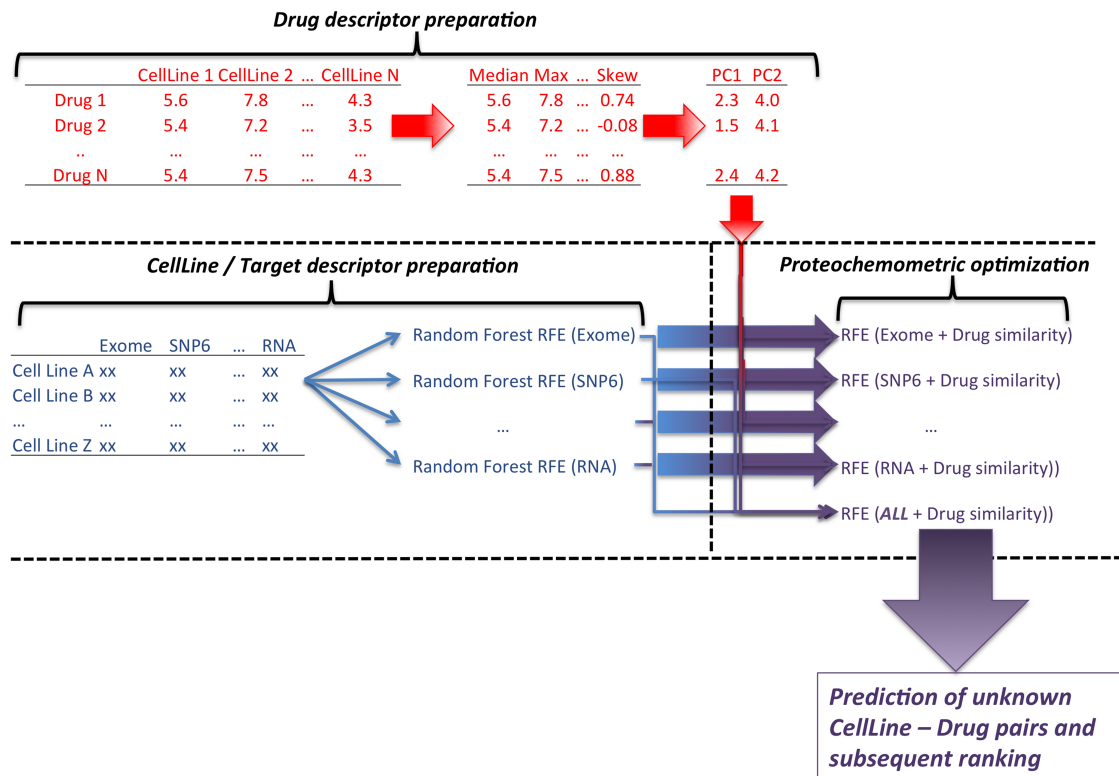 Drug descriptor preparation
CellLine 1 CellLine 2 ... CellLine N
Drug 1 5.6 7.8 ... 4.3
Drug 2 5.4 7.2 ... 3.5
.. ... ... ...
Drug N 5.4 7.5 ... 4.3
Median Max ... Skew
5.6 7.8 ... 0.74
5.4 7.2 ... -0.08
... ... ...
5.4 7.5 ... 0.88
PC1 PC2
2.3 4.0
1.5 4.1
2.4 4.2
CellLine / Target descriptor preparation
Exome SNP6 ... RNA
Cell Line A xx xx ... xx
Cell Line B xx xx ... xx
... ... ... ... ...
Cell Line Z xx xx ... xx
Random Forest RFE (Exome)
Random Forest RFE (SNP6)
...
Random Forest RFE (RNA)
Proteochemometric optimization
RFE (Exome + Drug similarity)
RFE (SNP6 + Drug similarity)
...
RFE (RNA + Drug similarity))
RFE (ALL + Drug similarity))
Prediction of unknown
CellLine – Drug pairs and
subsequent ranking